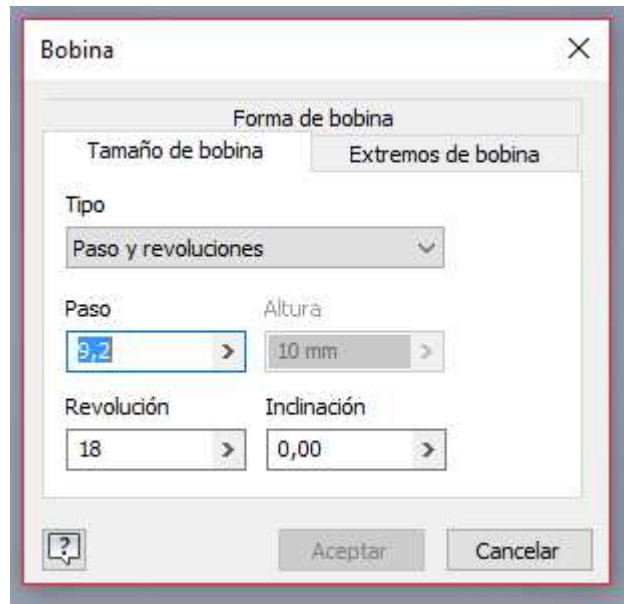 Bobina
Forma de bobina
Tamaño de bobina Extremos de bobina
Tipo
Paso y revoluciones
Paso Altura
9,2 10 mm
Revolución Inclinación
18 0,00
Aceptar Cancelar